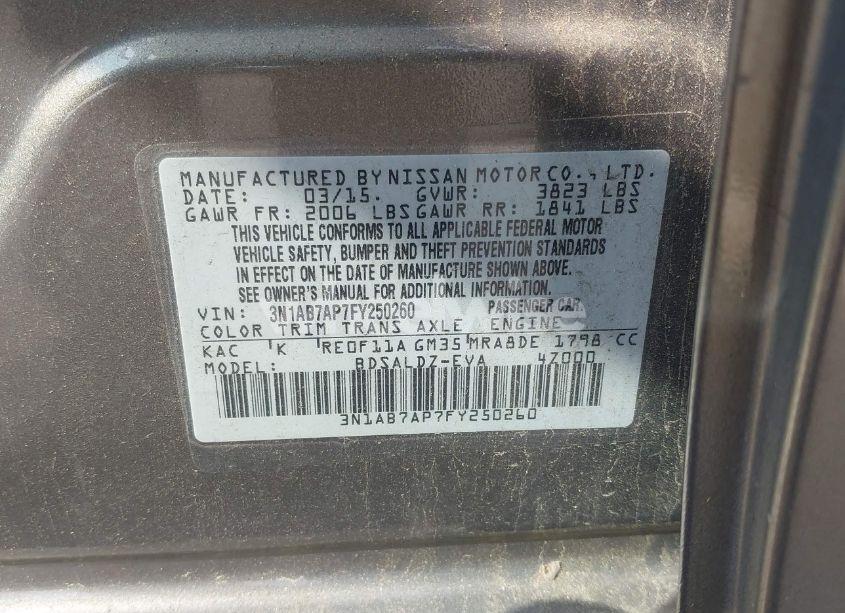 MANUFACTURED BY NISSAN MOTOR CO., LTD.
DATE: 03/15. GVWR: 3823 LBS
GAWR FR: 2006 LBS GAWR RR: 1841 LBS
THIS VEHICLE CONFORMS TO ALL APPLICABLE FEDERAL MOTOR
VEHICLE SAFETY, BUMPER AND THEFT PREVENTION STANDARDS
IN EFFECT ON THE DATE OF MANUFACTURE SHOWN ABOVE.
SEE OWNER'S MANUAL FOR ADDITIONAL INFORMATION.
VIN: 3N1AB7AP7FY250260 PASSENGER CAR.
COLOR TRIM TRANS AXLE ENGINE
KAC K RE0F11A GM35 MRA8DE 1798 CC
MODEL: BDSALDZ-EVA 4Z000
3N1AB7AP7FY250260